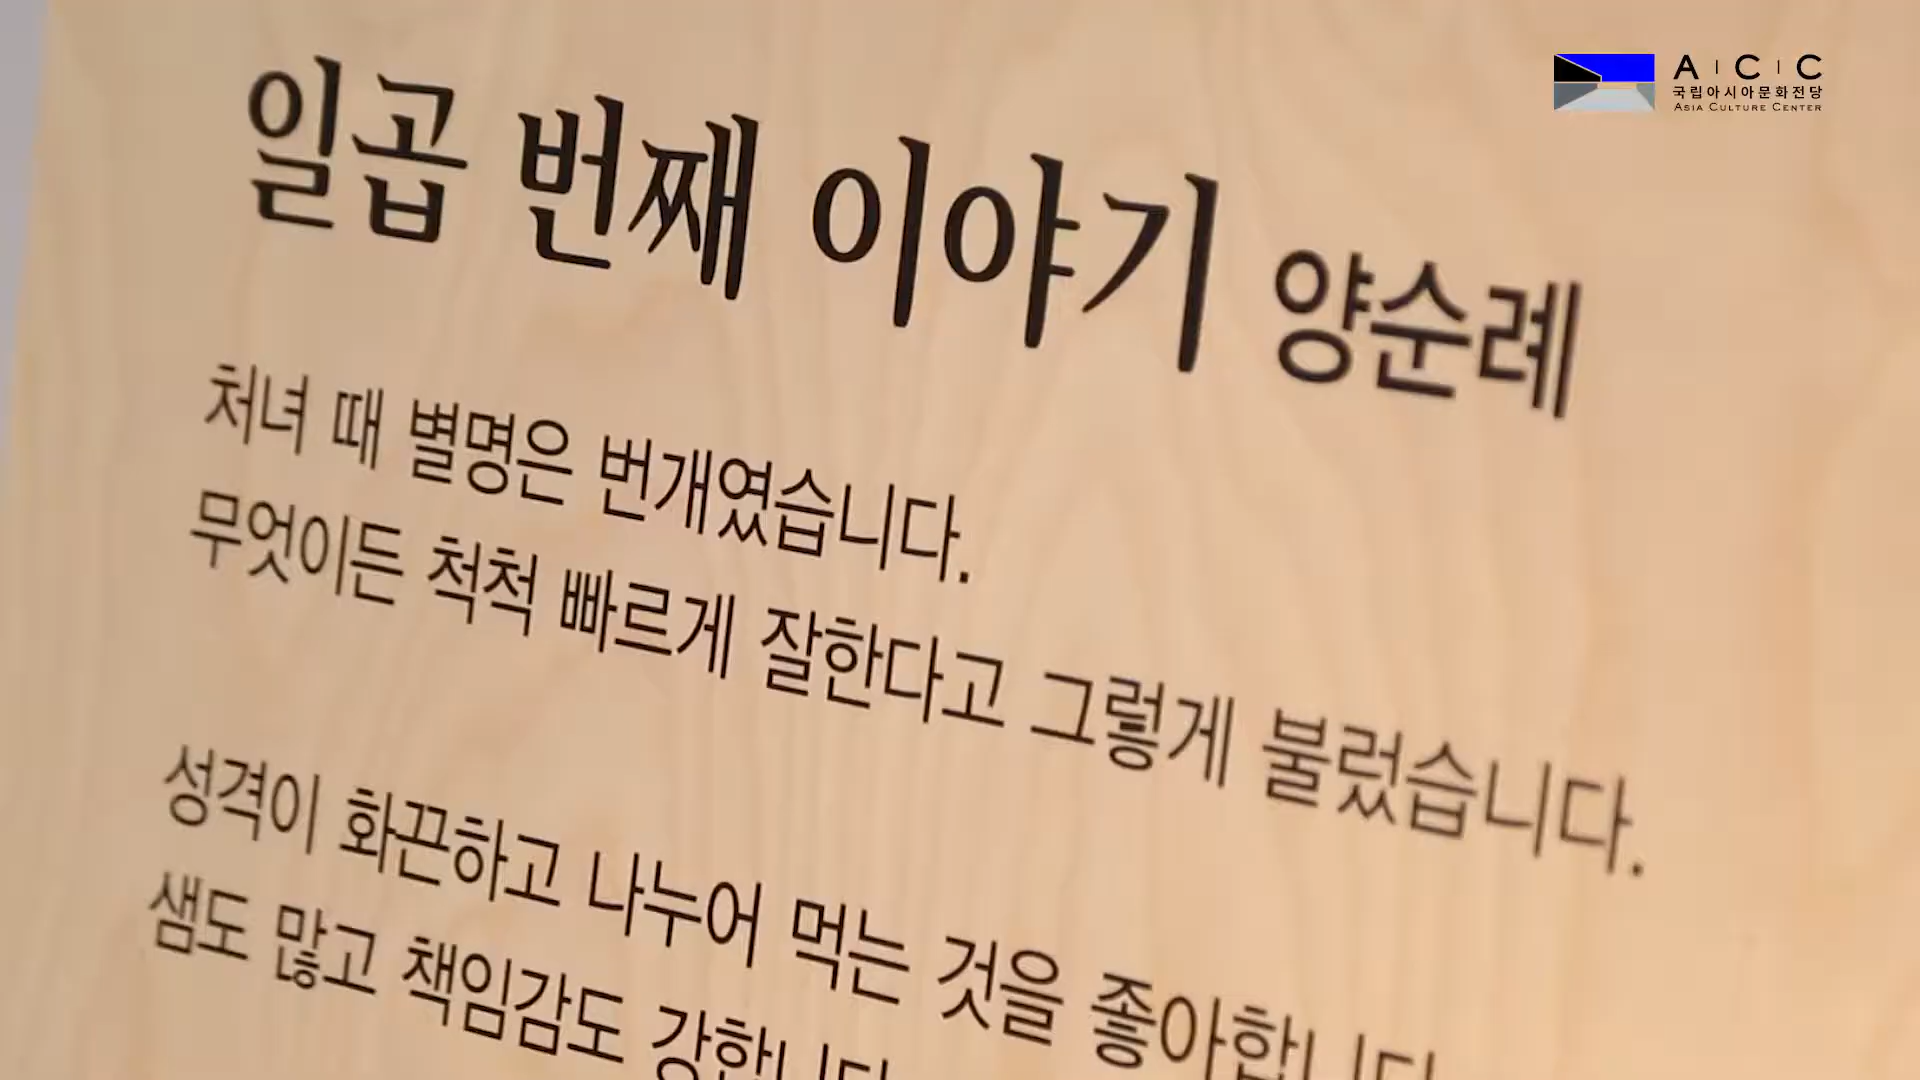 A | C | C
국립아시아문화전당
ASIA CULTURE CENTER
일곱 번째 이야기 양순례
처녀 때 별명은 번개였습니다.
무엇이든 척척 빠르게 잘한다고 그렇게 불렀습니다.
성격이 화끈하고 나누어 먹는 것을 좋아합니다
샘도 많고 책임감도 강합니다